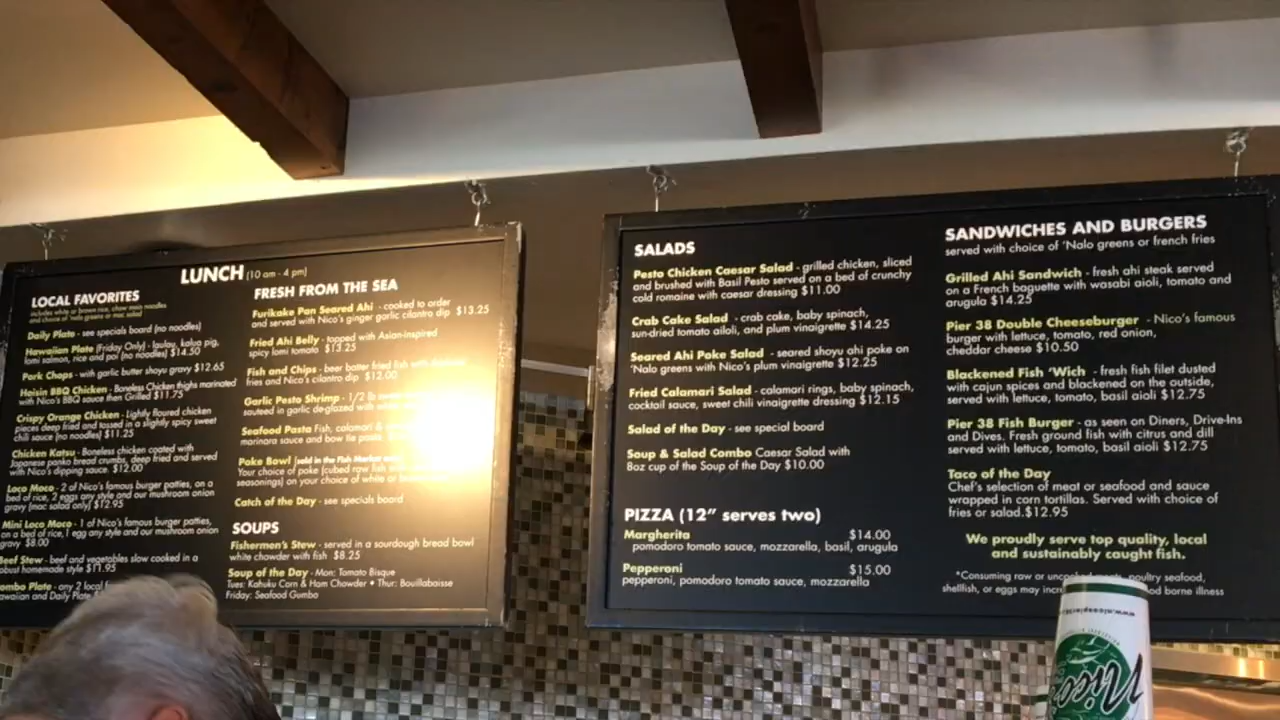 LUNCH (10 am - 4 pm)
LOCAL FAVORITES
includes white or brown rice, chow mein noodles
and choice of 'nalo greens or mac salad
Daily Plate - see specials board (no noodles)
Hawaiian Plate (Friday Only) - laulau, kalua pig,
lomi salmon, rice and poi (no noodles) $14.50
Pork Chops - with garlic butter shoyu gravy $12.65
Hoisin BBQ Chicken - Boneless Chicken thighs marinated
with Nico's BBQ sauce then Grilled $11.75
Crispy Orange Chicken - Lightly floured chicken
pieces deep fried and tossed in a slightly spicy sweet
chili sauce (no noodles) $11.25
Chicken Katsu - Boneless chicken coated with
Japanese panko bread crumbs, deep fried and served
with Nico's dipping sauce. $12.00
Loco Moco - 2 of Nico's famous burger patties, on a
bed of rice, 2 eggs any style and our mushroom onion
gravy (mac salad only) $12.95
Mini Loco Moco - 1 of Nico's famous burger patties,
on a bed of rice, 1 egg any style and our mushroom onion
gravy $8.00
Beef Stew - beef and vegetables slow cooked in a
robust homemade style $11.95
ombo Plate - any 2 local f
awaiian and Daily Plate
FRESH FROM THE SEA
Furikake Pan Seared Ahi - cooked to order
and served with Nico's ginger garlic cilantro dip $13.25
Fried Ahi Belly - topped with Asian-inspired
spicy lomi tomato $13.25
Fish and Chips - beer batter fried fish with
fries and Nico's cilantro dip $12.00
Garlic Pesto Shrimp - 1/2 lb
sauteed in garlic de-glazed with
Seafood Pasta Fish, calamari &
marinara sauce and bow tie pasta
Poke Bowl (sold in the Fish Market
Your choice of poke (cubed raw fish
seasonings) on your choice of white or
Catch of the Day - see specials board
SOUPS
Fishermen's Stew - served in a sourdough bread bowl
white chowder with fish $8.25
Soup of the Day - Mon: Tomato Bisque
Tues: Kahuku Corn & Ham Chowder • Thur: Bouillabaisse
Friday: Seafood Gumbo
SALADS
Pesto Chicken Caesar Salad - grilled chicken, sliced
and brushed with Basil Pesto served on a bed of crunchy
cold romaine with caesar dressing $11.00
Crab Cake Salad - crab cake, baby spinach,
sun-dried tomato ailoli, and plum vinaigrette $14.25
Seared Ahi Poke Salad - seared shoyu ahi poke on
'Nalo greens with Nico's plum vinaigrette $12.25
Fried Calamari Salad - calamari rings, baby spinach,
cocktail sauce, sweet chili vinaigrette dressing $12.15
Salad of the Day - see special board
Soup & Salad Combo Caesar Salad with
8oz cup of the Soup of the Day $10.00
PIZZA (12" serves two)
Margherita $14.00
pomodoro tomato sauce, mozzarella, basil, arugula
Pepperoni $15.00
pepperoni, pomodoro tomato sauce, mozzarella
SANDWICHES AND BURGERS
served with choice of 'Nalo greens or french fries
Grilled Ahi Sandwich - fresh ahi steak served
on a French baguette with wasabi aioli, tomato and
arugula $14.25
Pier 38 Double Cheeseburger - Nico's famous
burger with lettuce, tomato, red onion,
cheddar cheese $10.50
Blackened Fish 'Wich - fresh fish filet dusted
with cajun spices and blackened on the outside,
served with lettuce, tomato, basil aioli $12.75
Pier 38 Fish Burger - as seen on Diners, Drive-Ins
and Dives. Fresh ground fish with citrus and dill
served with lettuce, tomato, basil aioli $12.75
Taco of the Day
Chef's selection of meat or seafood and sauce
wrapped in corn tortillas. Served with choice of
fries or salad. $12.95
We proudly serve top quality, local
and sustainably caught fish.
*Consuming raw or poultry seafood,
shellfish, or eggs may borne illness
Nico's